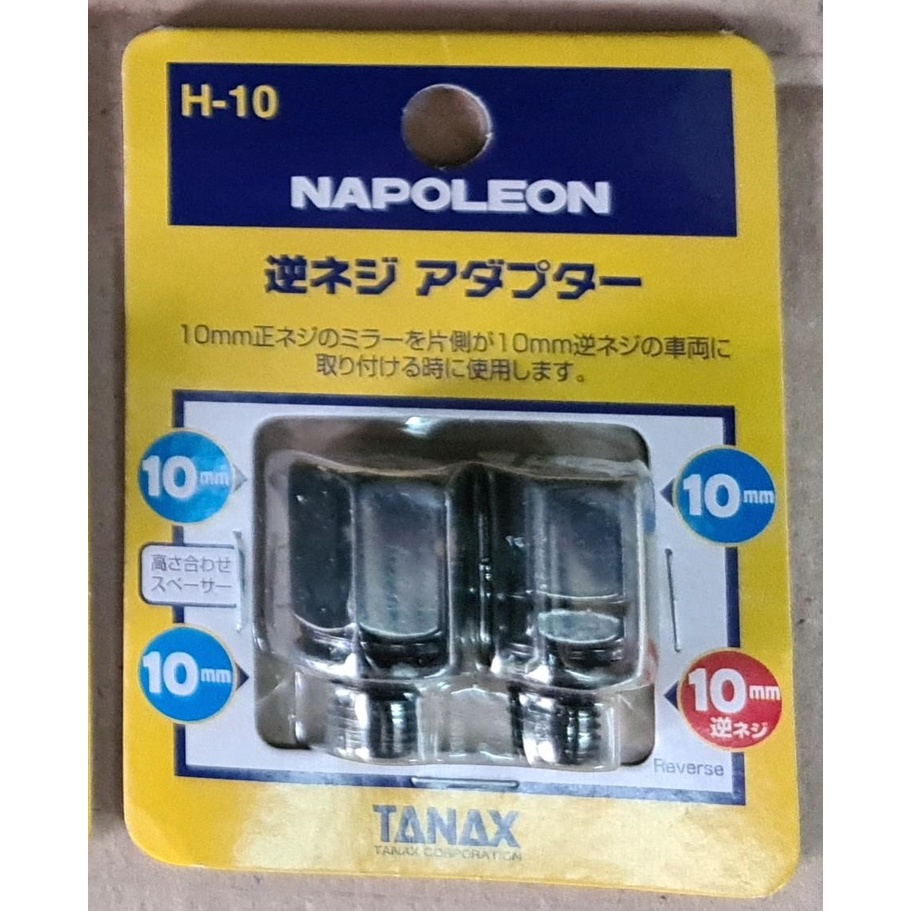 H-10
NAPOLEON
逆ネジ アダプター
10mm正ネジのミラーを片側が10mm逆ネジの車両に
取り付ける時に使用します。
10mm
10mm
高さ合わせ
スペーサー
10mm
10mm
逆ネジ
Reverse
TANAX
TANAX CORPORATION